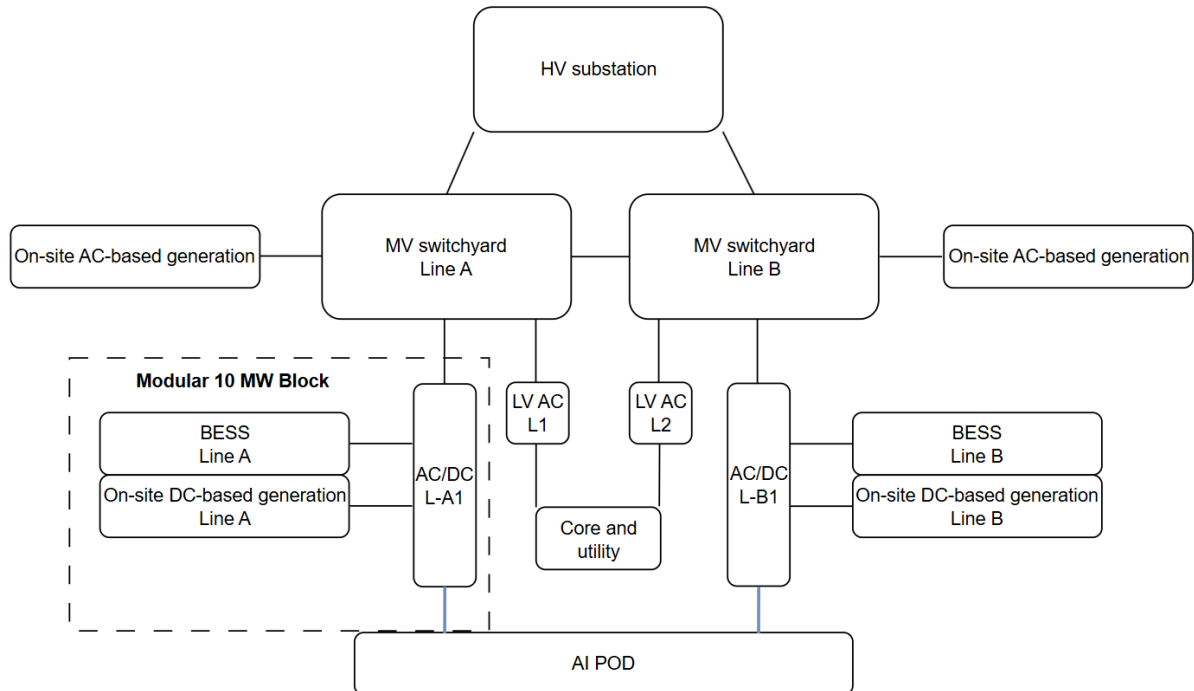 HV substation
MV switchyard
Line A
MV switchyard
Line B
On-site AC-based generation
On-site AC-based generation
Modular 10 MW Block
BESS
Line A
On-site DC-based generation
Line A
AC/DC
L-A1
LV AC
L1
LV AC
L2
Core and
utility
AC/DC
L-B1
BESS
Line B
On-site DC-based generation
Line B
AI POD